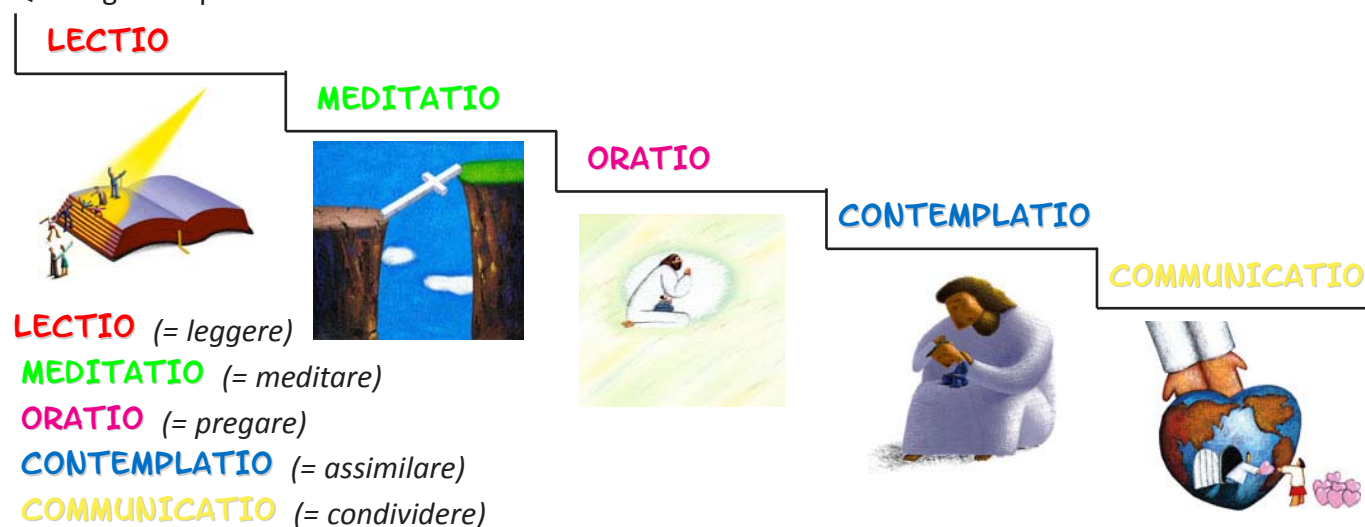 LECTIO
MEDITATIO
ORATIO
CONTEMPLATIO
COMMUNICATIO
LECTIO (= leggere)
MEDITATIO (= meditare)
ORATIO (= pregare)
CONTEMPLATIO (= assimilare)
COMMUNICATIO (= condividere)